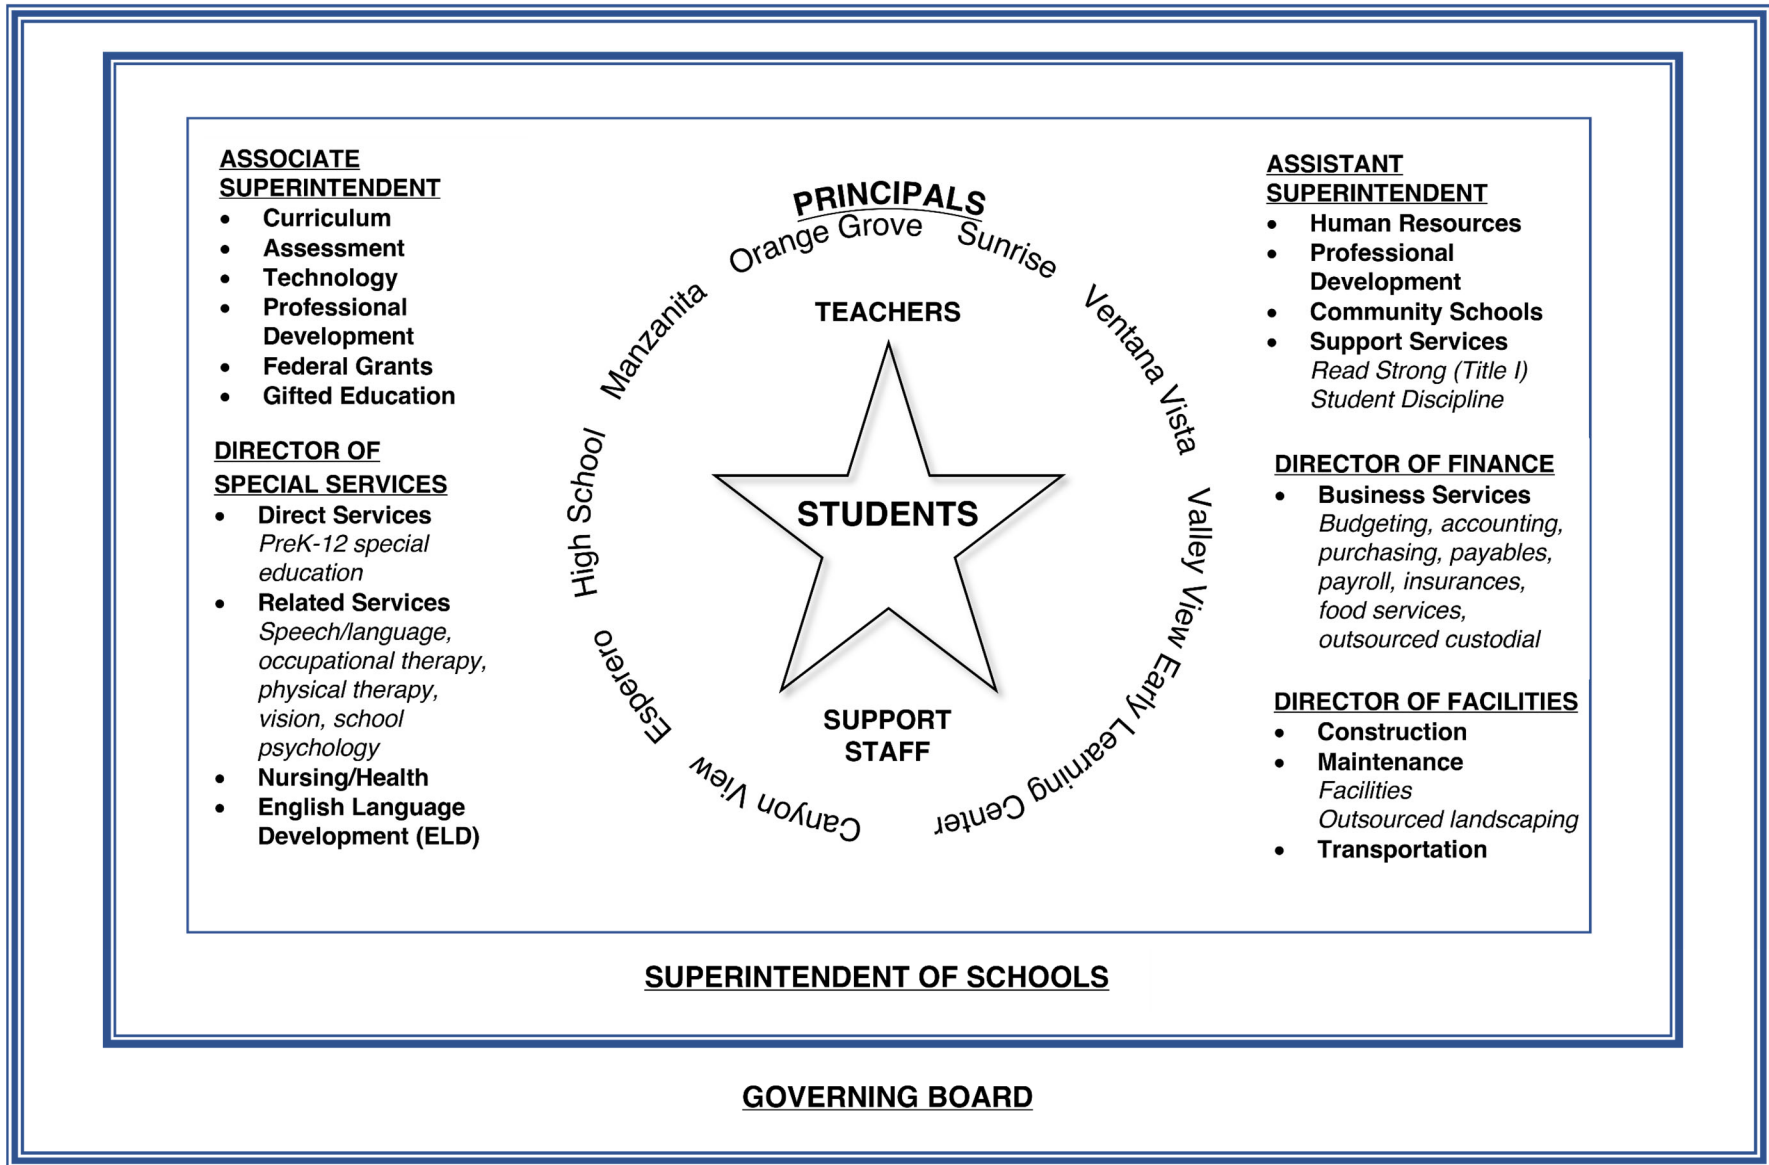 ASSOCIATE
SUPERINTENDENT
• Curriculum
• Assessment
• Technology
• Professional
Development
• Federal Grants
• Gifted Education
DIRECTOR OF
SPECIAL SERVICES
• Direct Services
PreK-12 special
education
• Related Services
Speech/language,
occupational therapy,
physical therapy,
vision, school
psychology
• Nursing/Health
• English Language
Development (ELD)
PRINCIPALS
Orange Grove
Sunrise
Ventana Vista
Valley View Early Learning Center
Canyon View
Esperero
High School
Manzanita
TEACHERS
STUDENTS
SUPPORT
STAFF
ASSISTANT
SUPERINTENDENT
• Human Resources
• Professional
Development
• Community Schools
• Support Services
Read Strong (Title I)
Student Discipline
DIRECTOR OF FINANCE
• Business Services
Budgeting, accounting,
purchasing, payables,
payroll, insurances,
food services,
outsourced custodial
DIRECTOR OF FACILITIES
• Construction
• Maintenance
Facilities
Outsourced landscaping
• Transportation
SUPERINTENDENT OF SCHOOLS
GOVERNING BOARD